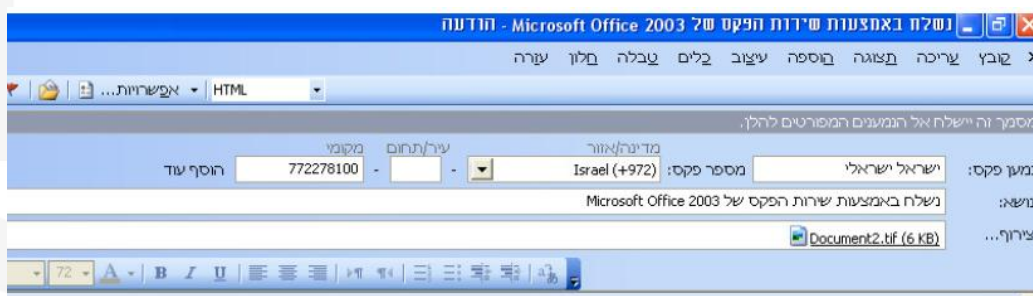 נשלח באמצעות שירות הפקס של Microsoft Office 2003 - הודעה
קובץ עריכה תצוגה הוספה עיצוב כלים טבלה חלון עזרה
אפשרויות... HTML
מסמך זה יישלח אל הנמענים המפורטים להלן.
מדינה/אזור עיר/תחום מקומי
נמען פקס: ישראל ישראלי מספר פקס: Israel (+972) - - 772278100 הוסף עוד
נושא: נשלח באמצעות שירות הפקס של Microsoft Office 2003
צירוף... Document2.tif (6 KB)
72 A B I U